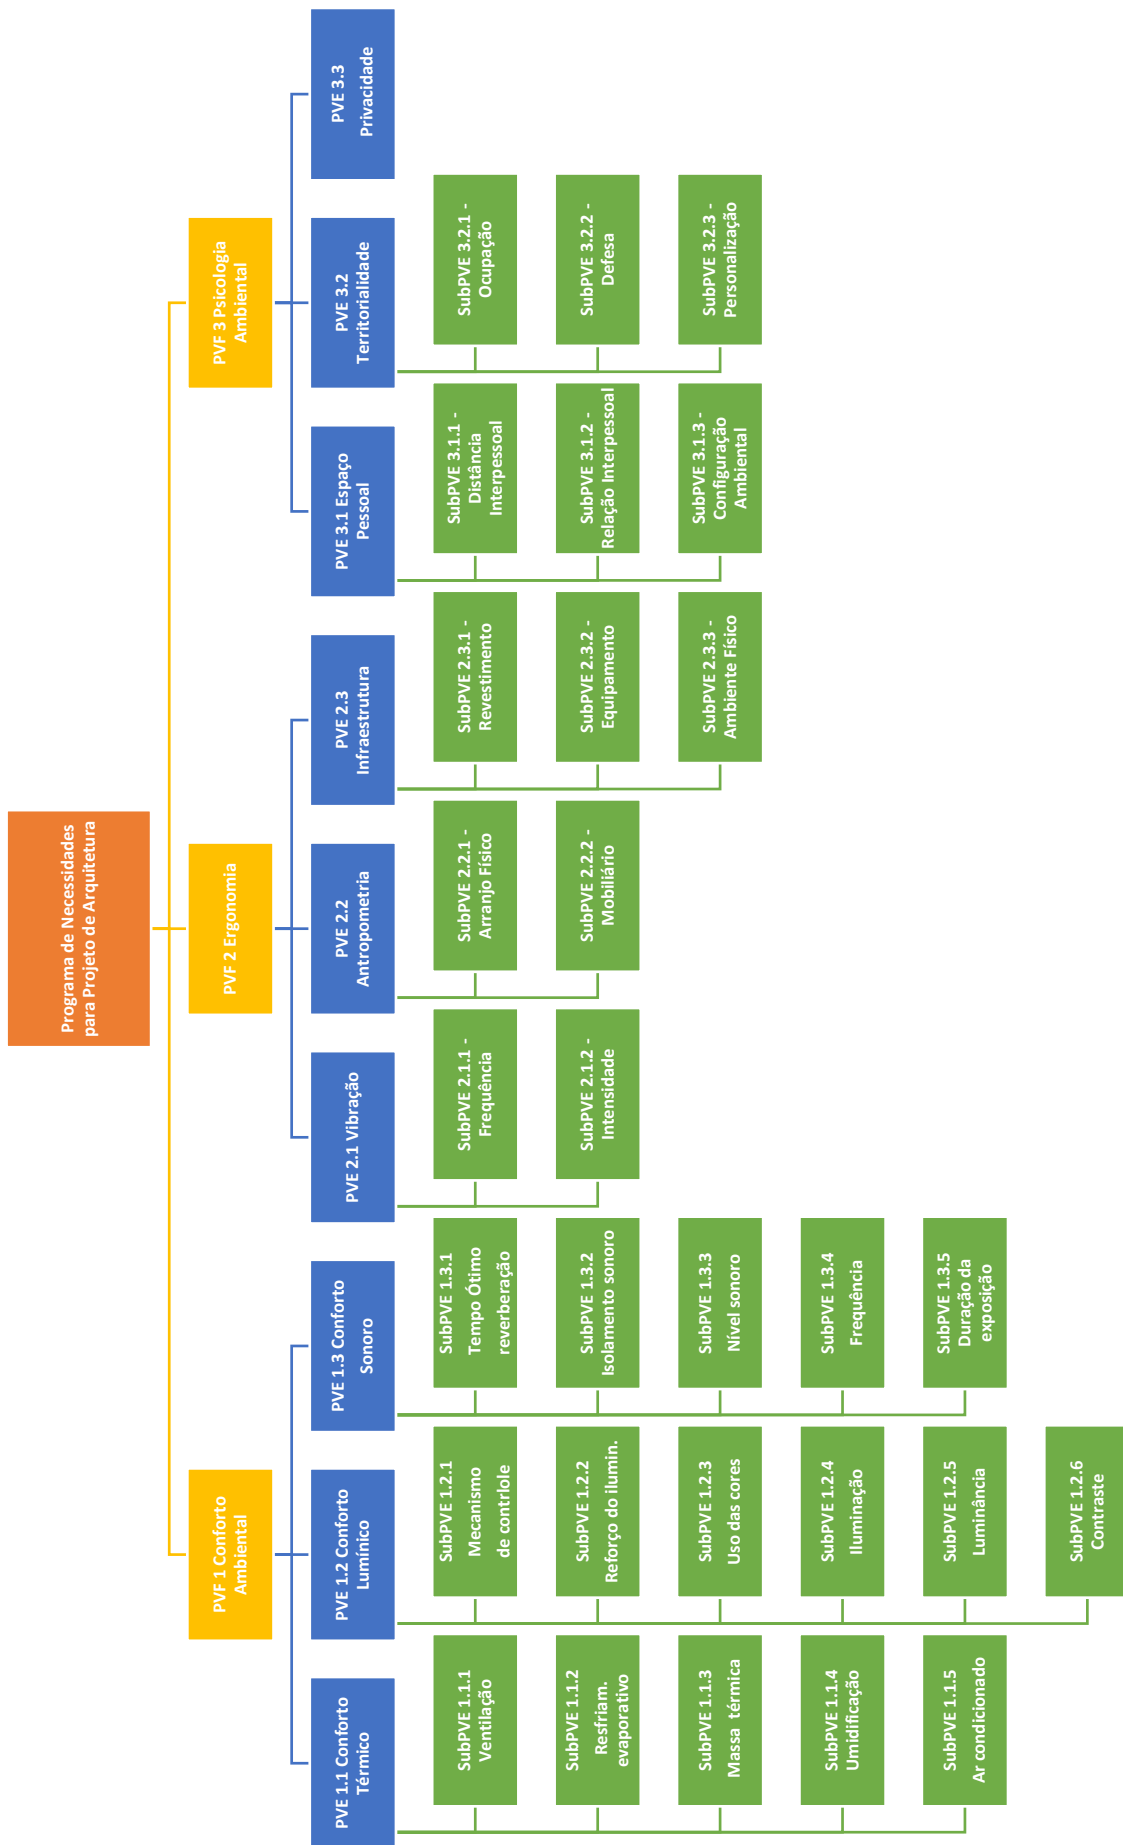 Programa de Necessidades
para Projeto de Arquitetura
PVF 1 Conforto
Ambiental
PVF 2 Ergonomia
PVF 3 Psicologia
Ambiental
PVE 1.1 Conforto
Térmico
PVE 1.2 Conforto
Lumínico
PVE 1.3 Conforto
Sonoro
PVE 2.1 Vibração
PVE 2.2
Antropometria
PVE 2.3
Infraestrutura
PVE 3.1 Espaço
Pessoal
PVE 3.2
Territorialidade
PVE 3.3
Privacidade
SubPVE 1.1.1
Ventilação
SubPVE 1.1.2
Resfriam.
evaporativo
SubPVE 1.1.3
Massa térmica
SubPVE 1.1.4
Umidificação
SubPVE 1.1.5
Ar condicionado
SubPVE 1.2.1
Mecanismo
de contrlole
SubPVE 1.2.2
Reforço do ilumin.
SubPVE 1.2.3
Uso das cores
SubPVE 1.2.4
Iluminação
SubPVE 1.2.5
Luminância
SubPVE 1.2.6
Contraste
SubPVE 1.3.1
Tempo Ótimo
reverberação
SubPVE 1.3.2
Isolamento sonoro
SubPVE 1.3.3
Nível sonoro
SubPVE 1.3.4
Frequência
SubPVE 1.3.5
Duração da
exposição
SubPVE 2.1.1 -
Frequência
SubPVE 2.1.2 -
Intensidade
SubPVE 2.2.1 -
Arranjo Físico
SubPVE 2.2.2 -
Mobiliário
SubPVE 2.3.1 -
Revestimento
SubPVE 2.3.2 -
Equipamento
SubPVE 2.3.3 -
Ambiente Físico
SubPVE 3.1.1 -
Distância
Interpessoal
SubPVE 3.1.2 -
Relação Interpessoal
SubPVE 3.1.3 -
Configuração
Ambiental
SubPVE 3.2.1 -
Ocupação
SubPVE 3.2.2 -
Defesa
SubPVE 3.2.3 -
Personalização